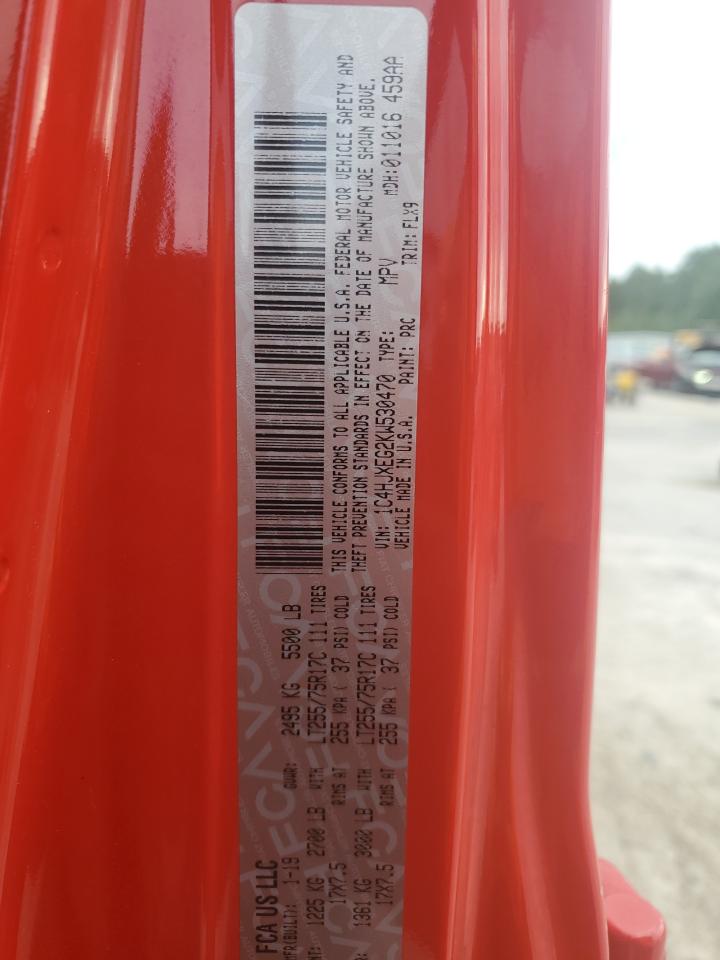 FCA US LLC
MFR(BUILT): 1-19 GVWR: 2495 KG 5500 LB
1225 KG 2700 LB WITH LT255/75R17C 111 TIRES
17X7.5 RIMS AT 255 KPA ( 37 PSI) COLD
1361 KG 3000 LB WITH LT255/75R17C 111 TIRES
17X7.5 RIMS AT 255 KPA ( 37 PSI) COLD
THIS VEHICLE CONFORMS TO ALL APPLICABLE U.S.A. FEDERAL MOTOR VEHICLE SAFETY AND
THEFT PREVENTION STANDARDS IN EFFECT ON THE DATE OF MANUFACTURE SHOWN ABOVE.
VIN: 1C4HJXEG2KW530470 TYPE: MPV MDH:011016 459AA
VEHICLE MADE IN U.S.A. PAINT: PRC TRIM: FLX9